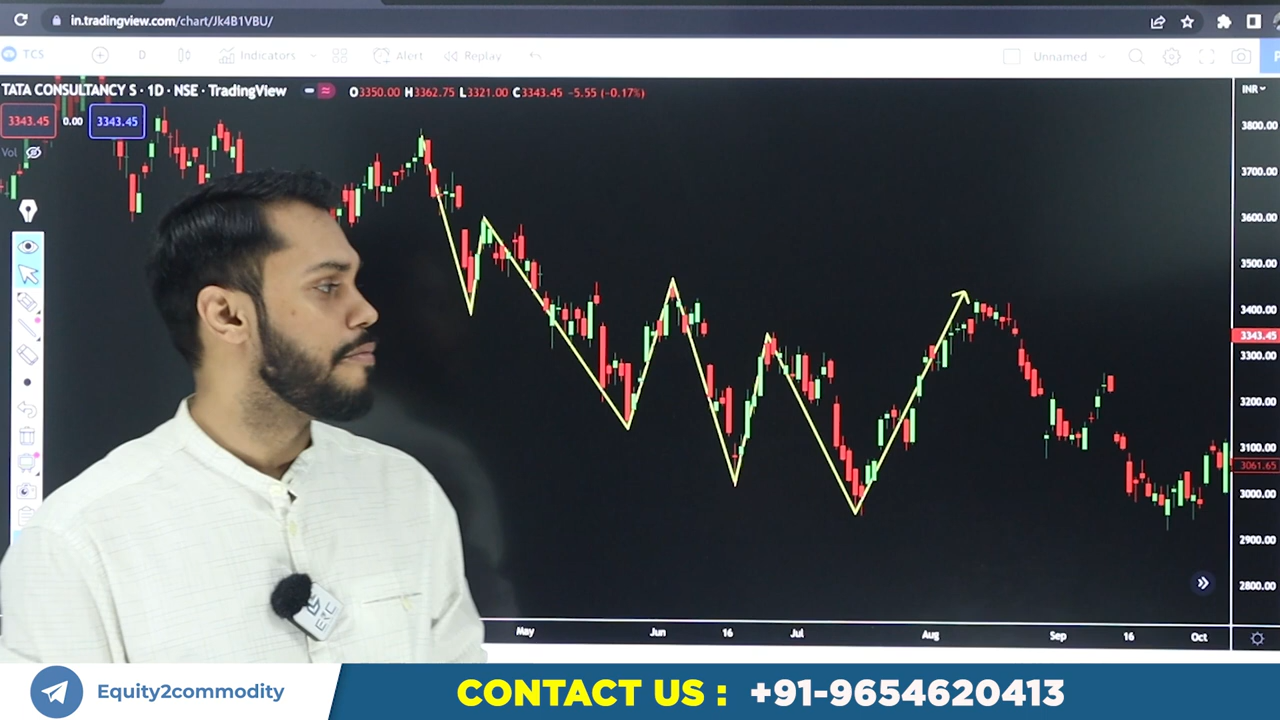 in.tradingview.com/chart/Jk4B1VBU/
TCS
D
Indicators
Alert
Replay
Unnamed
TATA CONSULTANCY S · 1D · NSE · TradingView
O3350.00 H3362.75 L3321.00 C3343.45 −5.55 (−0.17%)
INR
3343.45
0.00
3343.45
Vol
3800.00
3700.00
3600.00
3500.00
3400.00
3343.45
3300.00
3200.00
3100.00
3061.65
3000.00
2900.00
2800.00
May
Jun
16
Jul
Aug
Sep
16
Oct
ERC
Equity2commodity
CONTACT US : +91-9654620413